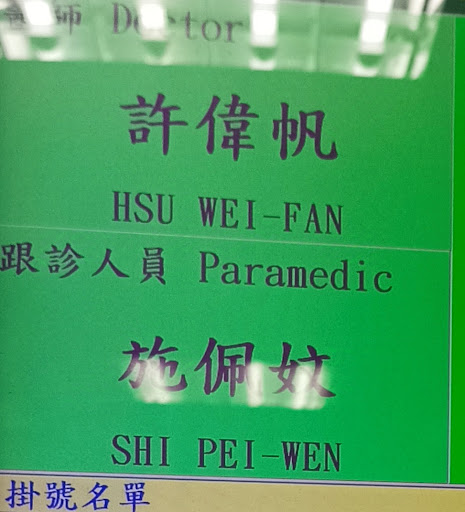 醫師 Doctor
許偉帆
HSU WEI-FAN
跟診人員 Paramedic
施佩妏
SHI PEI-WEN
掛號名單